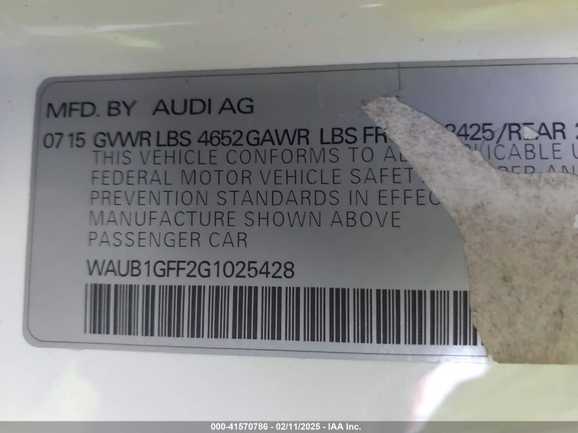 MFD. BY AUDI AG
07 15 GVWR LBS 4652 GAWR LBS FR 2425/REAR
THIS VEHICLE CONFORMS TO
FEDERAL MOTOR VEHICLE SAFET
PREVENTION STANDARDS IN EFFEC
MANUFACTURE SHOWN ABOVE
PASSENGER CAR
WAUB1GFF2G1025428
000-41570786 - 02/11/2025 - IAA Inc.